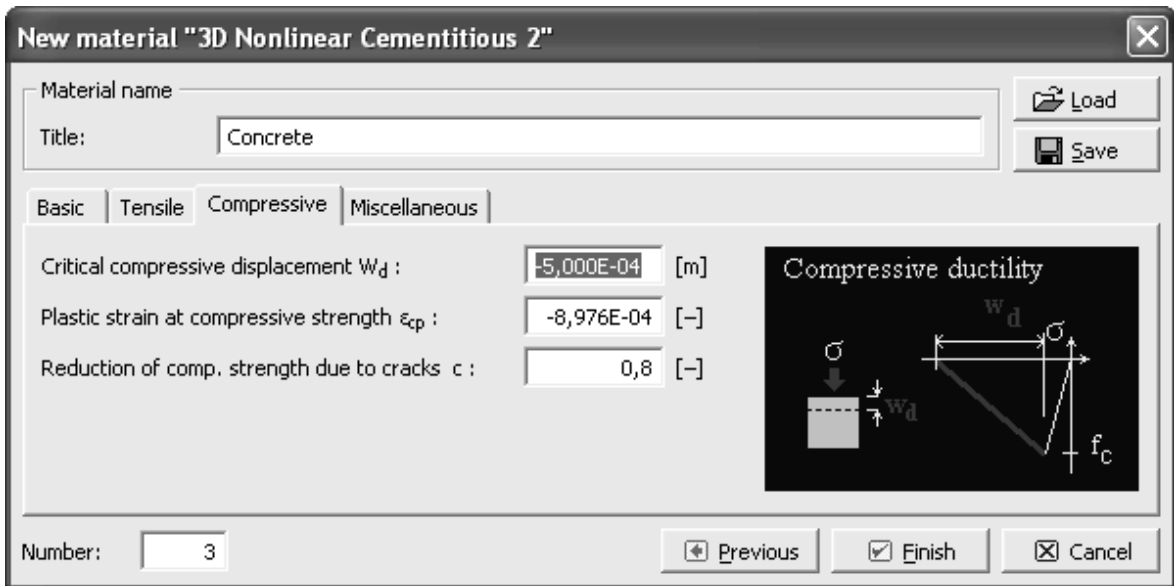 New material "3D Nonlinear Cementitious 2"
Material name
Load
Title: Concrete
Save
Basic Tensile Compressive Miscellaneous
Critical compressive displacement Wd : -5,000E-04 [m]
Plastic strain at compressive strength εcp : -8,976E-04 [–]
Reduction of comp. strength due to cracks c : 0,8 [–]
Compressive ductility
wd
σ
σ
wd
fc
Number: 3 Previous Finish Cancel